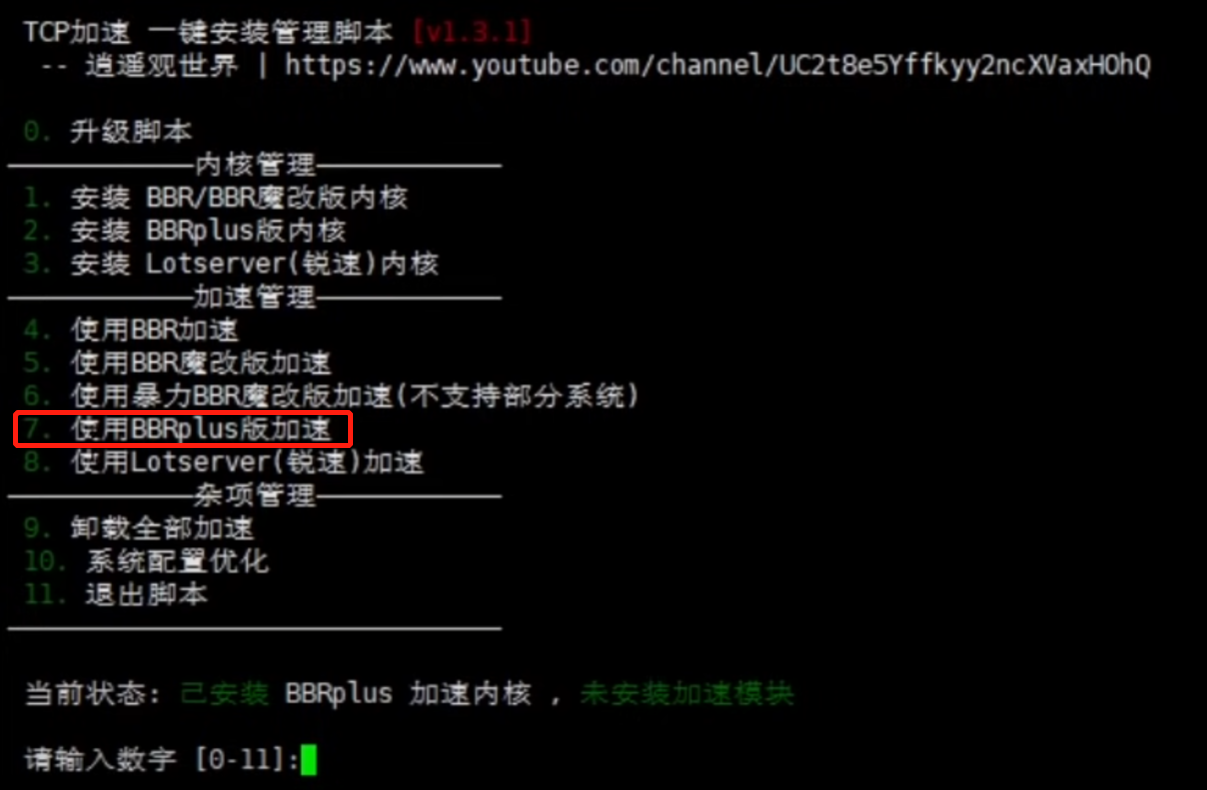 TCP加速 一键安装管理脚本 [v1.3.1]
-- 逍遥观世界 | https://www.youtube.com/channel/UC2t8e5Yffkyy2ncXVaxHOhQ
0. 升级脚本
内核管理
1. 安装 BBR/BBR魔改版内核
2. 安装 BBRplus版内核
3. 安装 Lotserver(锐速)内核
加速管理
4. 使用BBR加速
5. 使用BBR魔改版加速
6. 使用暴力BBR魔改版加速(不支持部分系统)
7. 使用BBRplus版加速
8. 使用Lotserver(锐速)加速
杂项管理
9. 卸载全部加速
10. 系统配置优化
11. 退出脚本
当前状态: 已安装 BBRplus 加速内核 , 未安装加速模块
请输入数字 [0-11]: